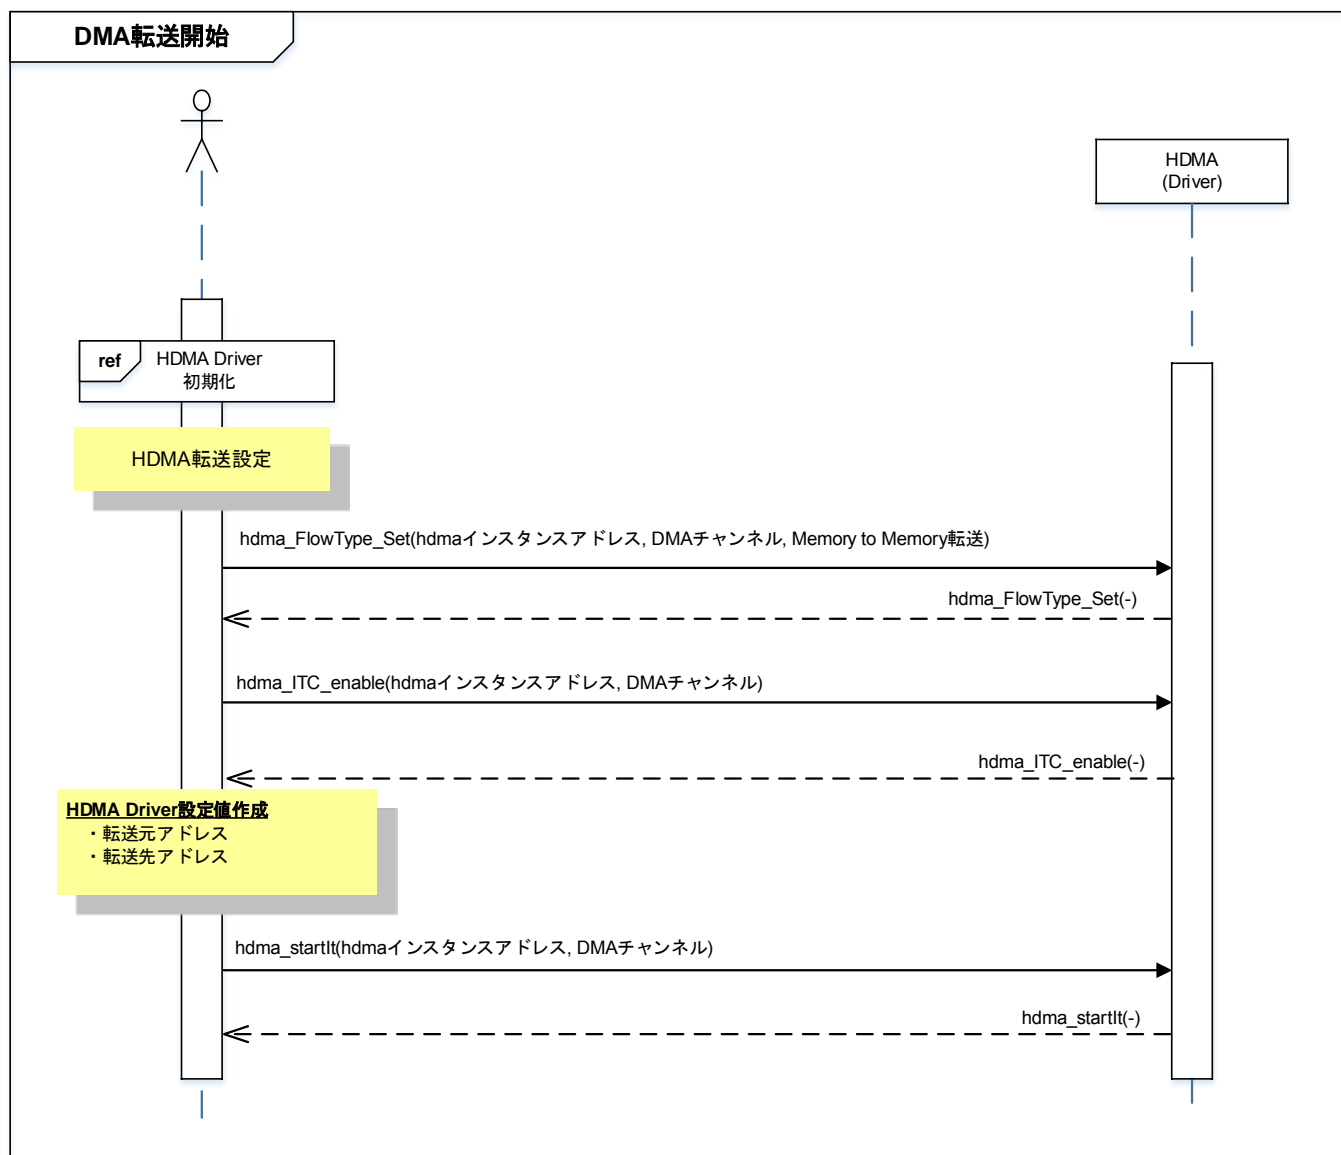 DMA転送開始
HDMA
(Driver)
ref
HDMA Driver
初期化
HDMA転送設定
hdma_FlowType_Set(hdmaインスタンスアドレス, DMAチャンネル, Memory to Memory転送)
hdma_FlowType_Set(-)
hdma_ITC_enable(hdmaインスタンスアドレス, DMAチャンネル)
hdma_ITC_enable(-)
HDMA Driver設定値作成
・転送元アドレス
・転送先アドレス
hdma_startIt(hdmaインスタンスアドレス, DMAチャンネル)
hdma_startIt(-)